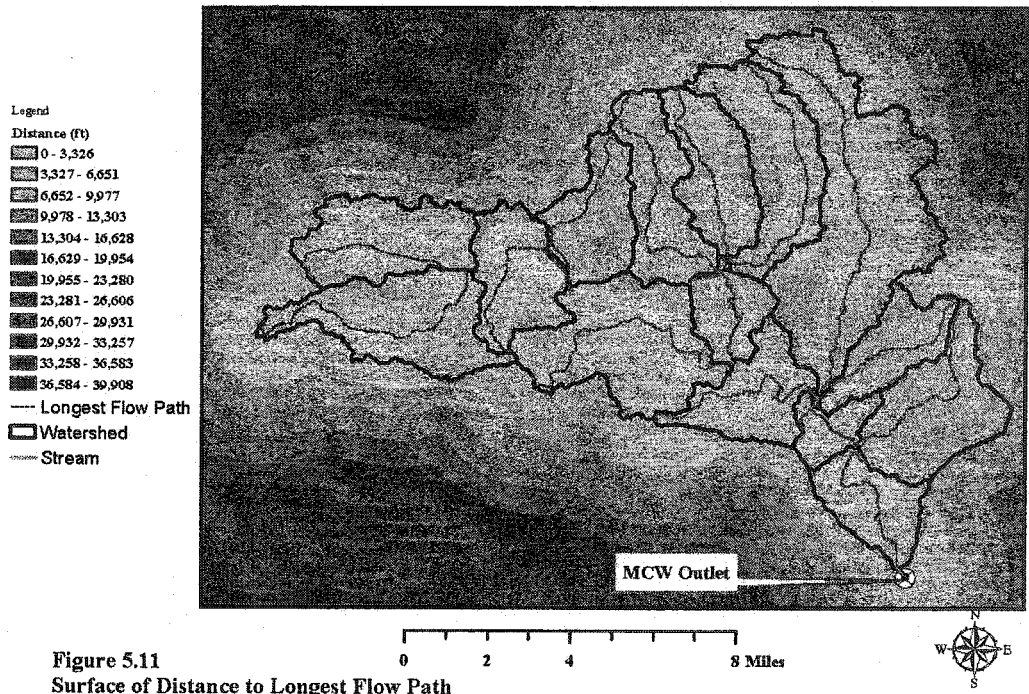 Legend
Distance (ft)
0 - 3,326
3,327 - 6,651
6,652 - 9,977
9,978 - 13,303
13,304 - 16,628
16,629 - 19,954
19,955 - 23,280
23,281 - 26,606
26,607 - 29,931
29,932 - 33,257
33,258 - 36,583
36,584 - 39,908
Longest Flow Path
Watershed
Stream
MCW Outlet
0 2 4 8 Miles
N
W E
S
Figure 5.11
Surface of Distance to Longest Flow Path